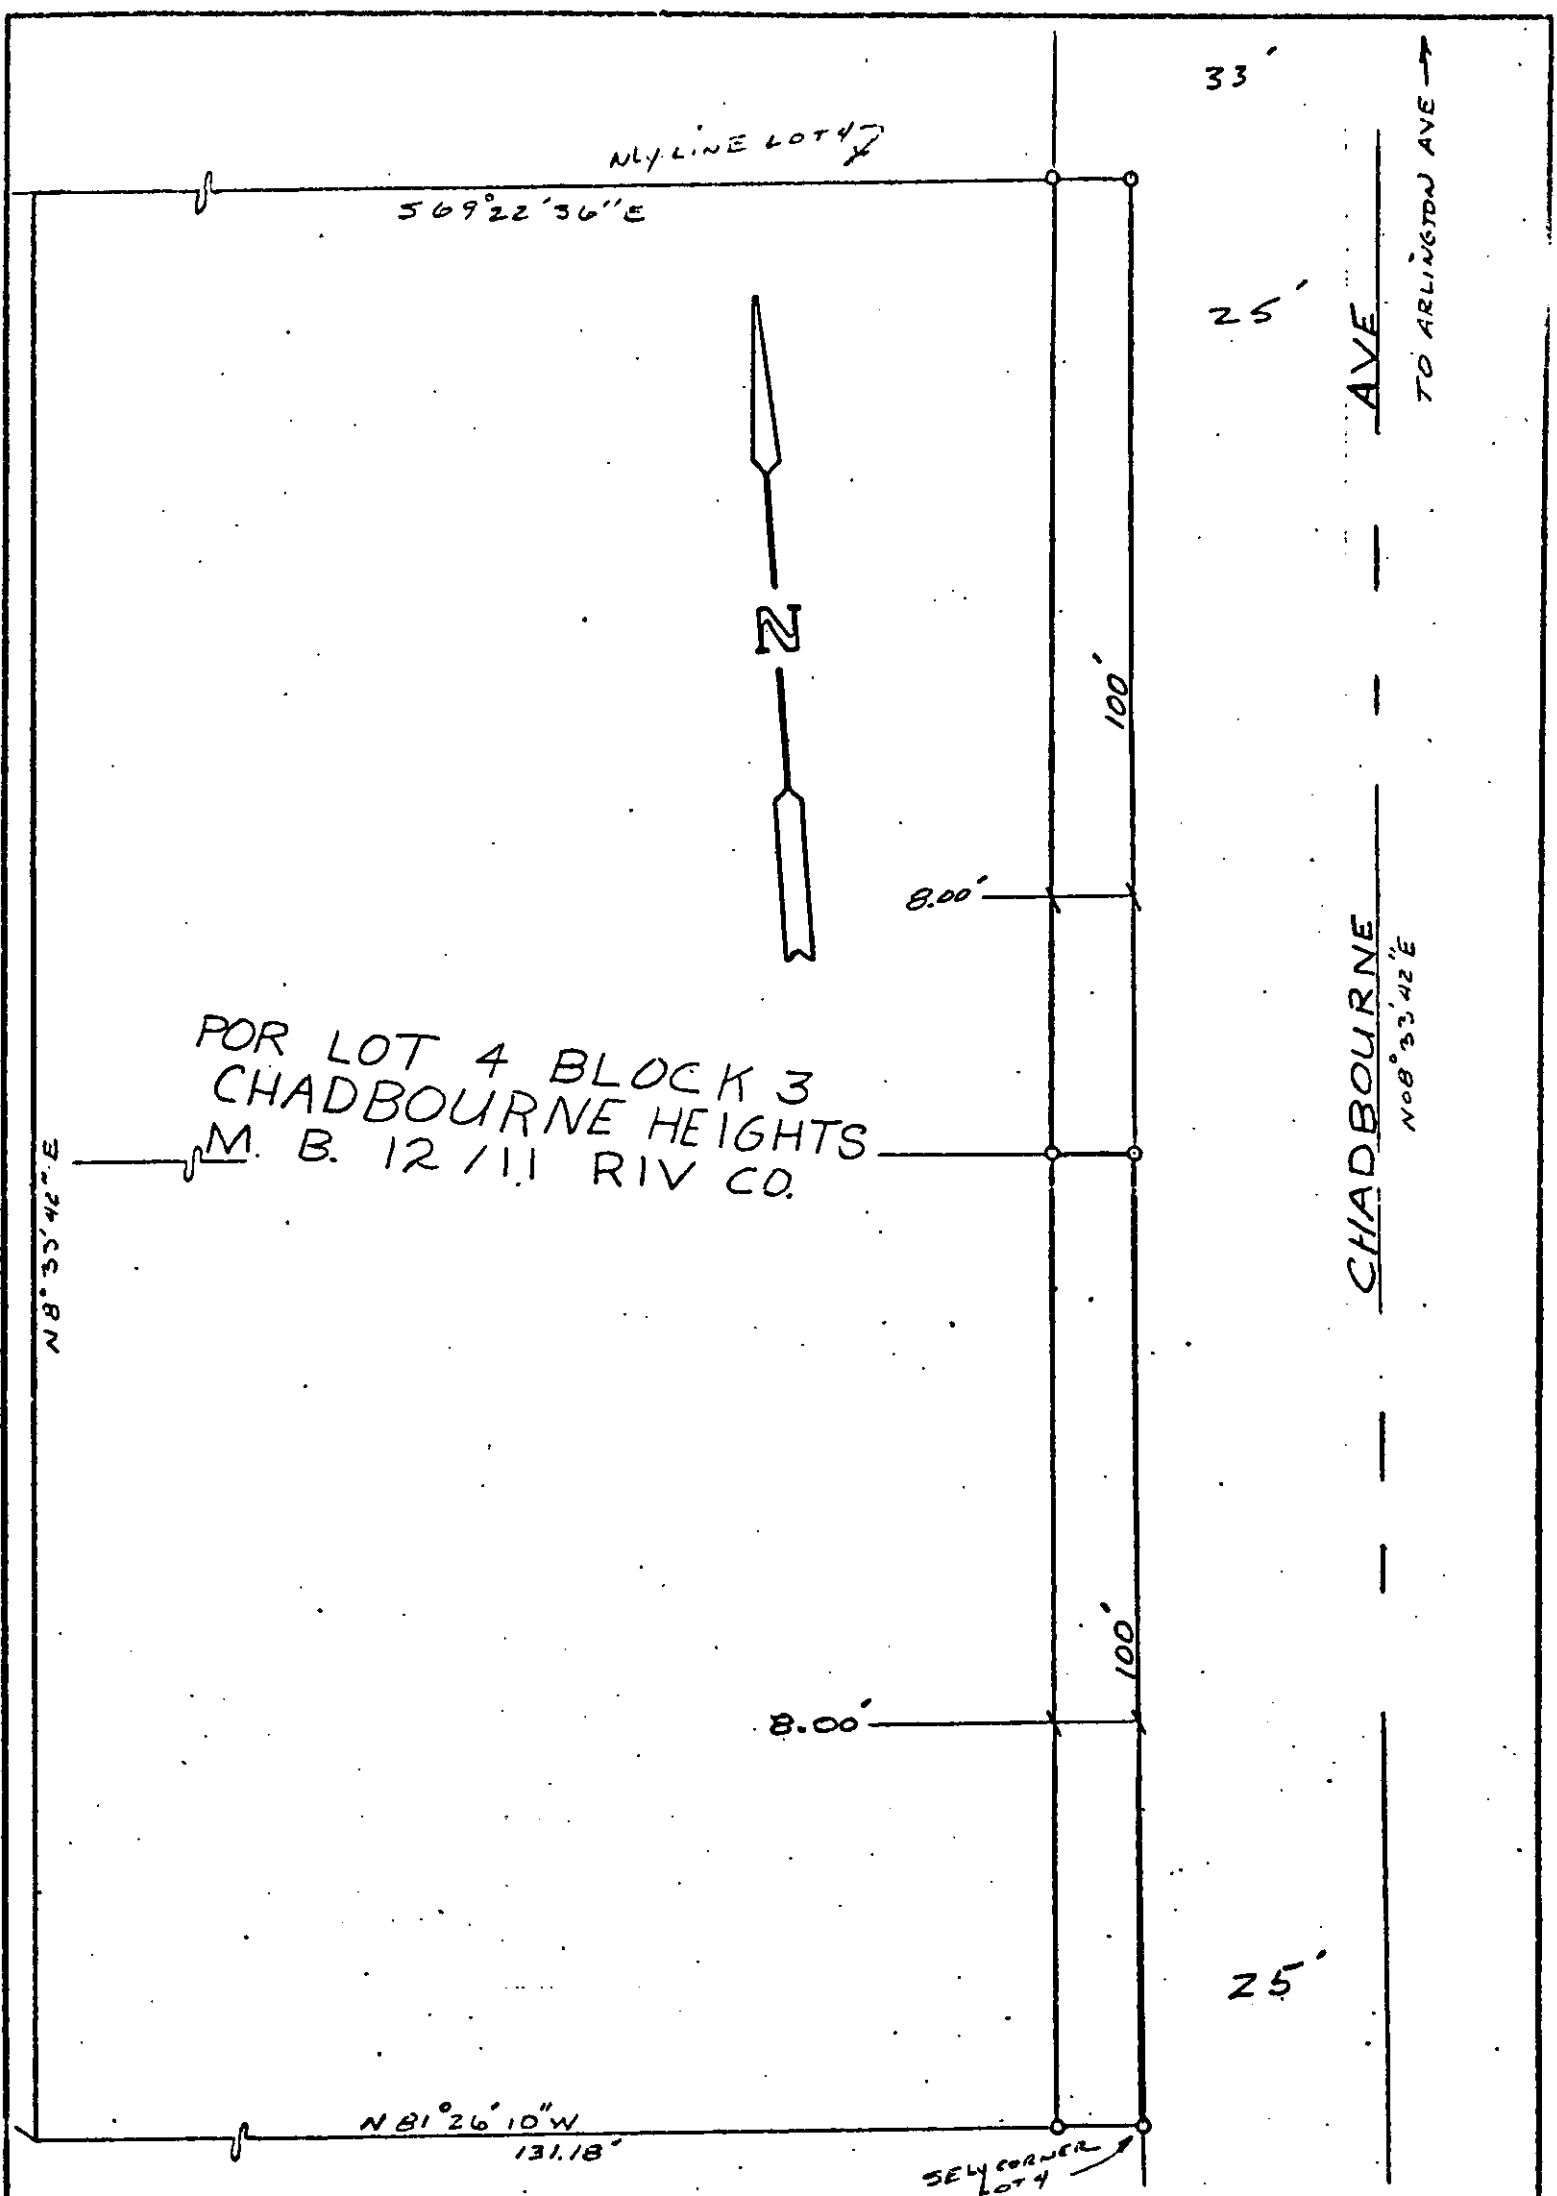 33'
TO ARLINGTON AVE
NLY LINE LOT 4
S69°22'36"E
25'
CHADBOURNE AVE
N08°33'42"E
N
100'
8.00'
POR LOT 4 BLOCK 3
CHADBOURNE HEIGHTS
M. B. 12/11 RIV CO.
N8°33'42"E
100'
8.00'
25'
N81°26'10"W
131.18'
SELY CORNER
LOT 4